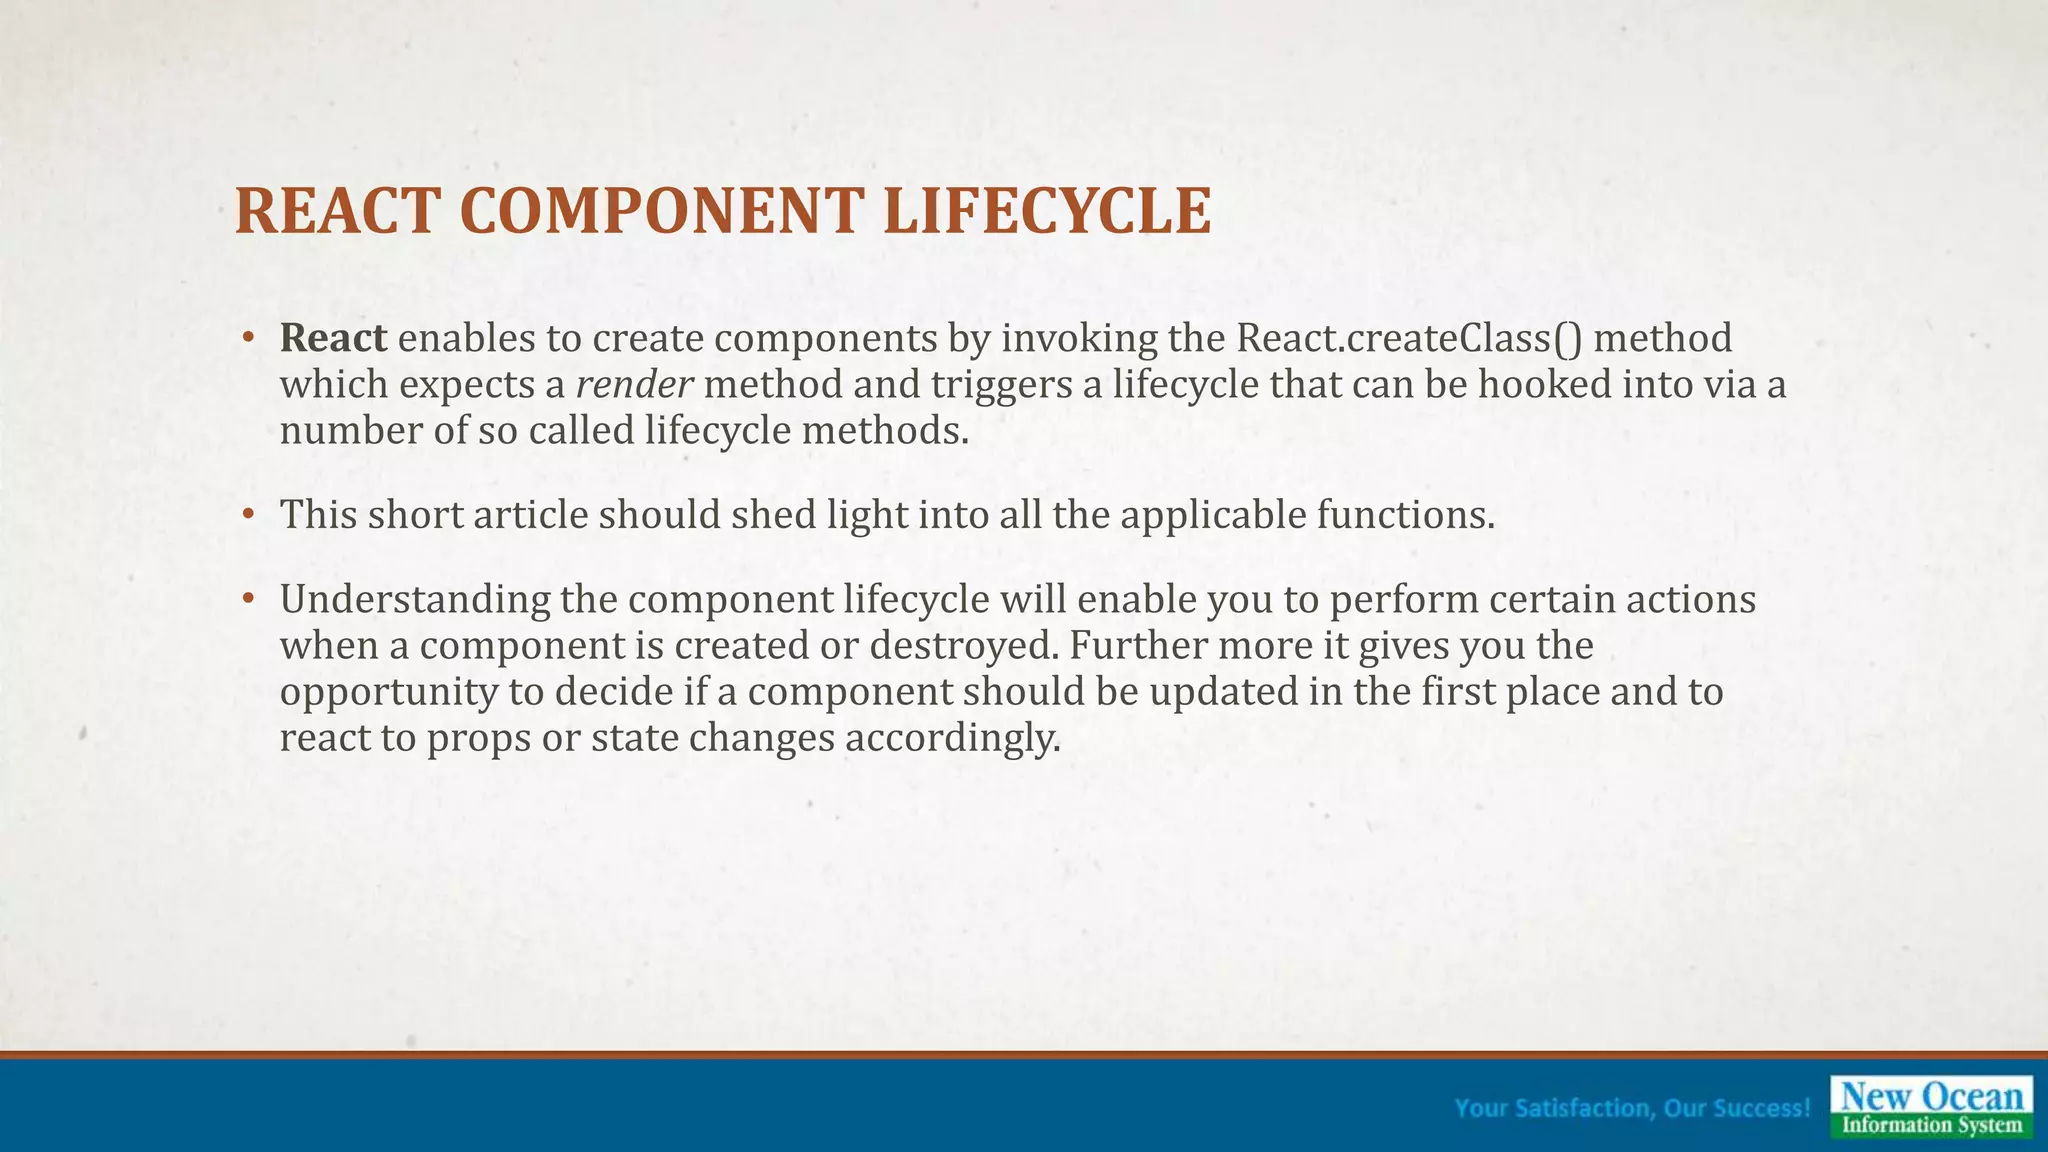 REACT COMPONENT LIFECYCLE
• React enables to create components by invoking the React.createClass() method
which expects a render method and triggers a lifecycle that can be hooked into via a
number of so called lifecycle methods.
• This short article should shed light into all the applicable functions.
• Understanding the component lifecycle will enable you to perform certain actions
when a component is created or destroyed. Further more it gives you the
opportunity to decide if a component should be updated in the first place and to
react to props or state changes accordingly.
Your Satisfaction, Our Success!
New Ocean
Information System